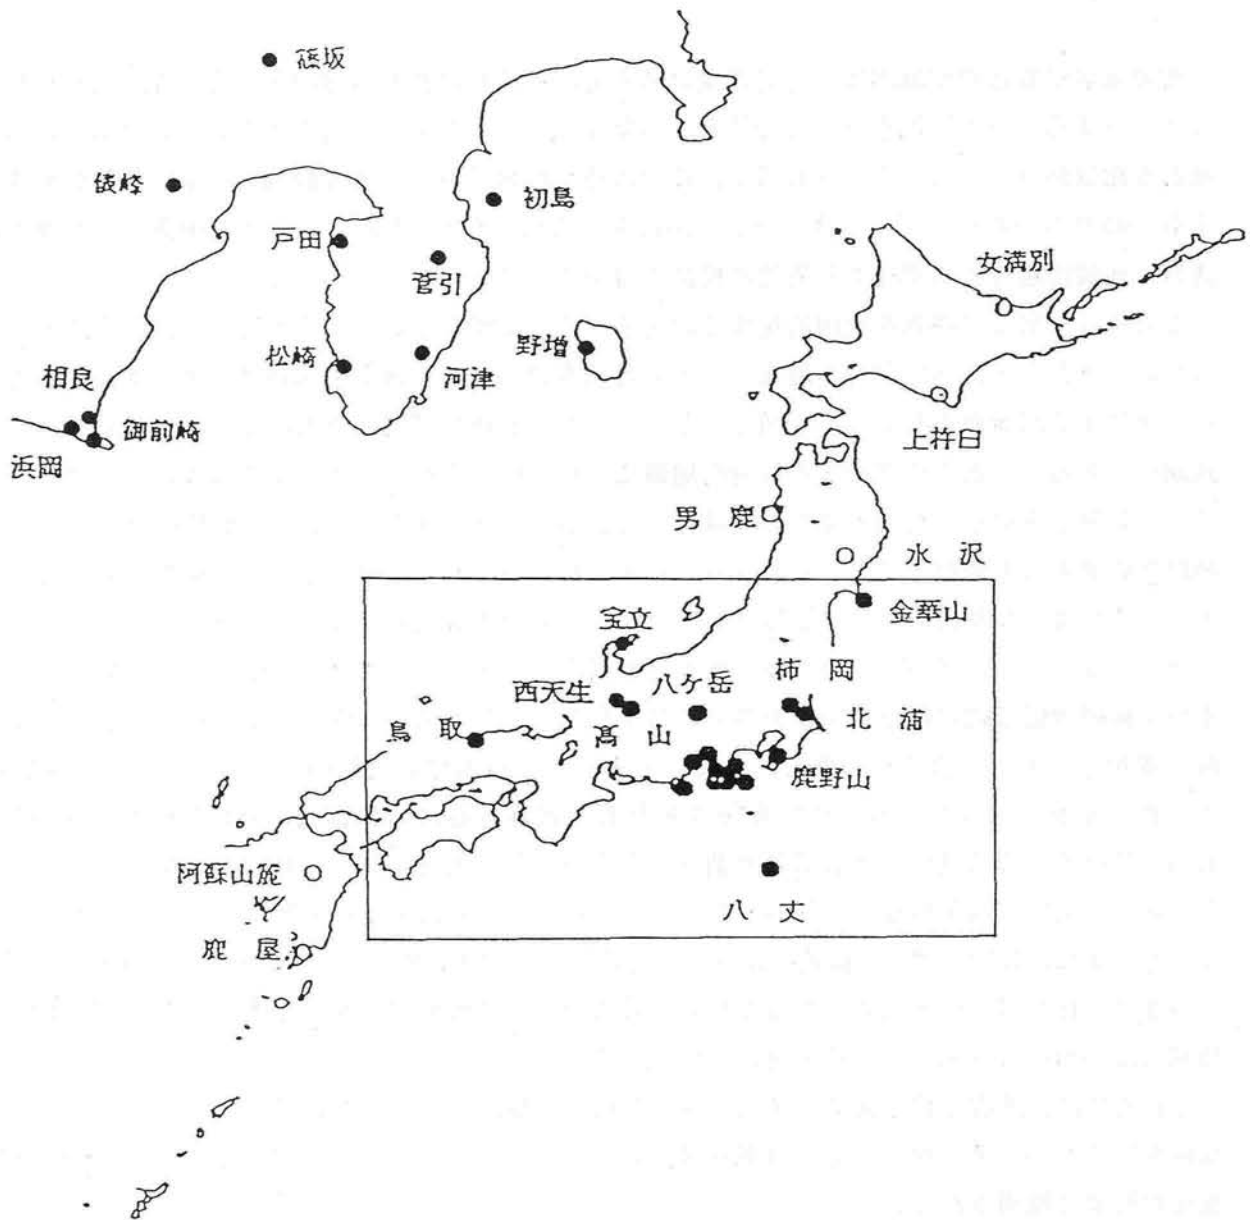 篠坂
俵峰
初島
戸田
菅引
女満別
松崎
野増
河津
相良
御前崎
浜岡
上杵臼
男鹿
水沢
金華山
宝立
柿岡
西天生
八ケ岳
北浦
鳥取
高山
鹿野山
阿蘇山麓
八丈
鹿屋